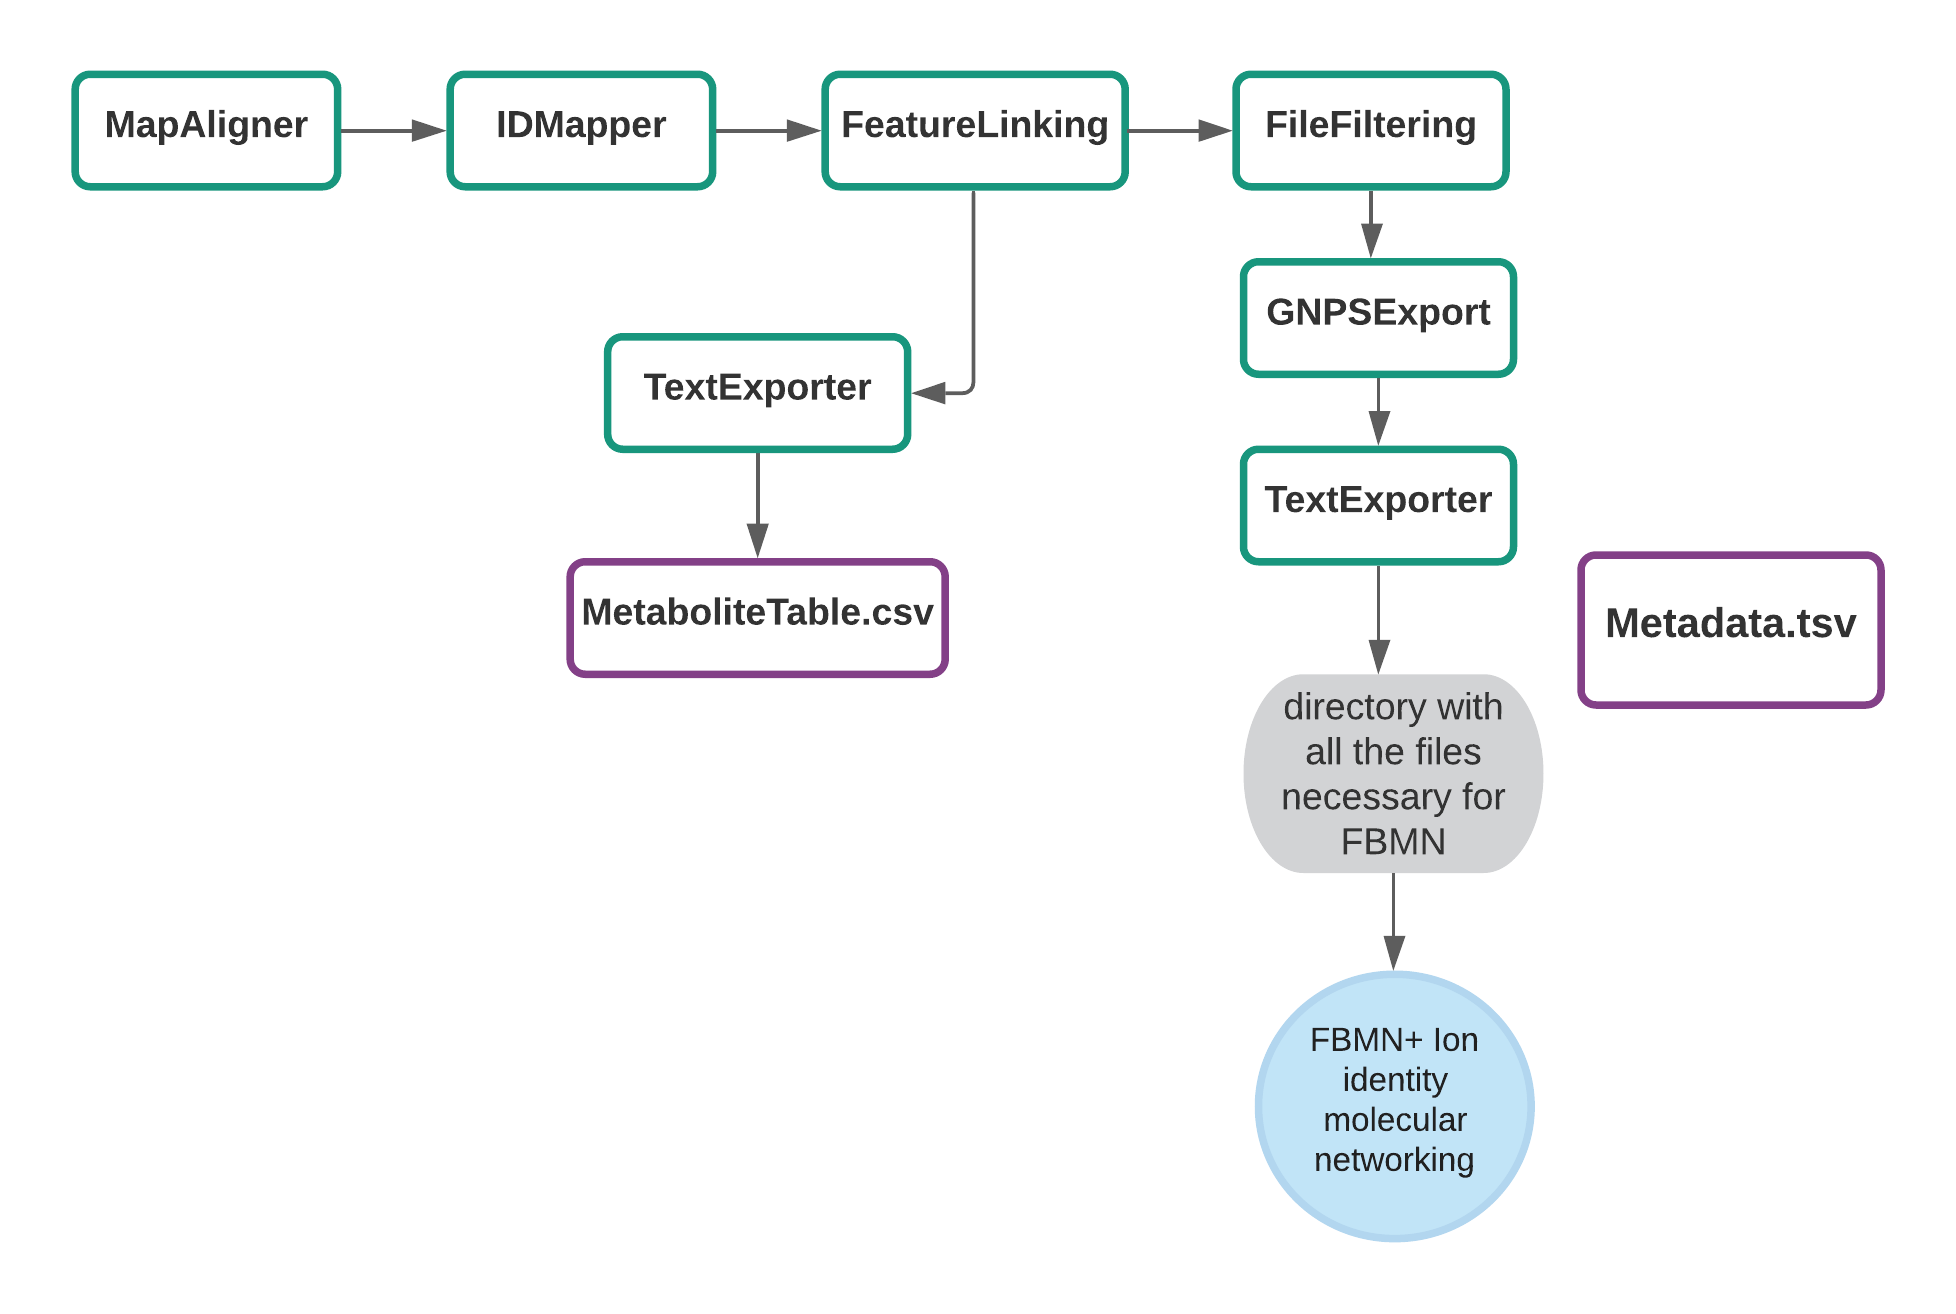 MapAligner
IDMapper
FeatureLinking
FileFiltering
GNPSExport
TextExporter
TextExporter
MetaboliteTable.csv
Metadata.tsv
directory with
all the files
necessary for
FBMN
FBMN+ Ion
identity
molecular
networking